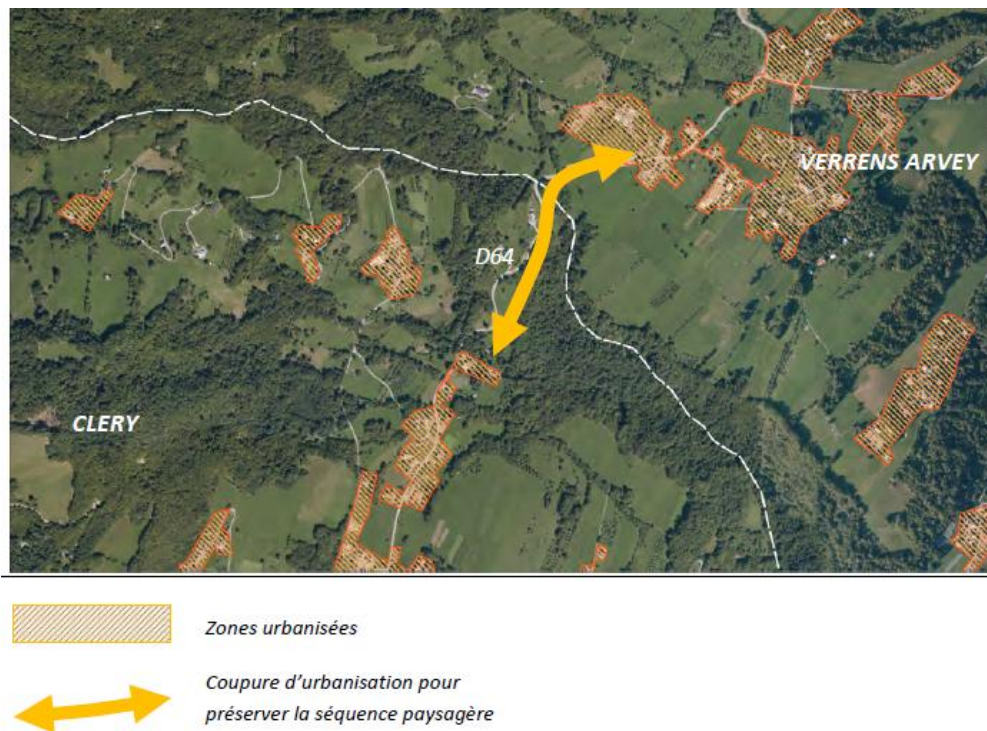 VERRENS ARVEY
D64
CLERY
Zones urbanisées
Coupure d’urbanisation pour
préserver la séquence paysagère